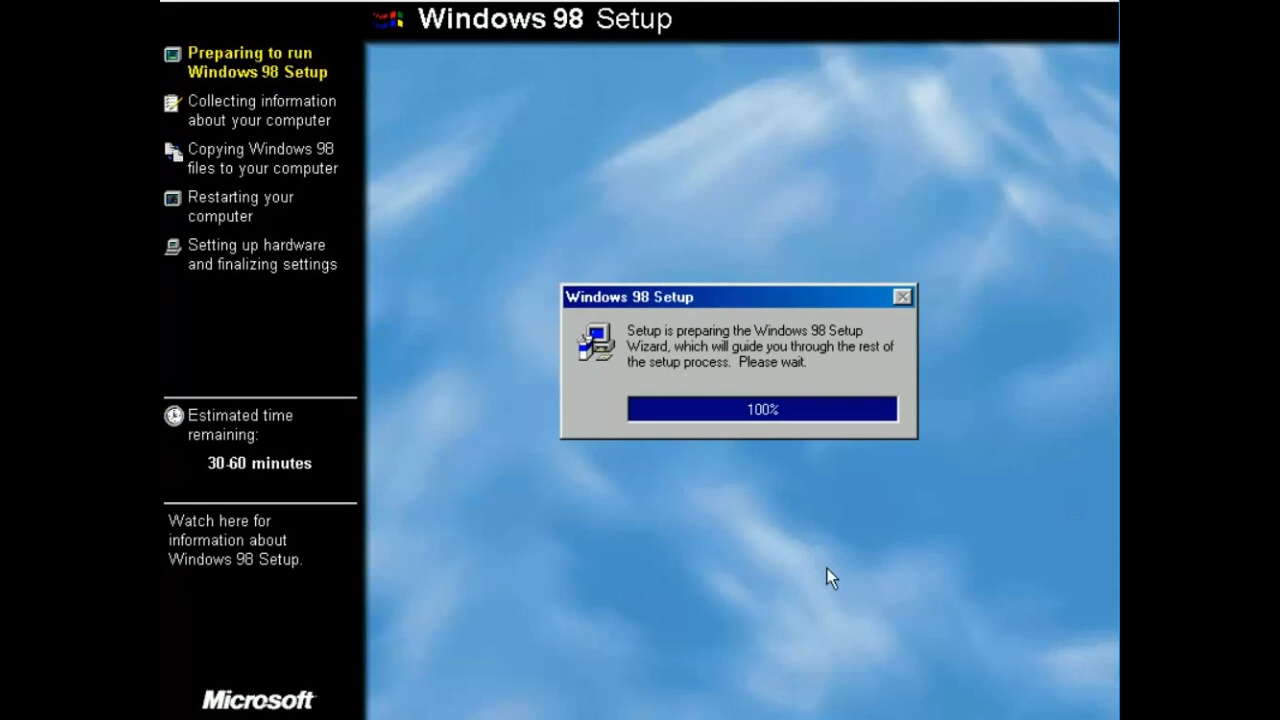 Windows 98 Setup
Preparing to run
Windows 98 Setup
Collecting information
about your computer
Copying Windows 98
files to your computer
Restarting your
computer
Setting up hardware
and finalizing settings
Estimated time
remaining:
30-60 minutes
Watch here for
information about
Windows 98 Setup.
Microsoft
Windows 98 Setup
Setup is preparing the Windows 98 Setup
Wizard, which will guide you through the rest of
the setup process.  Please wait.
100%